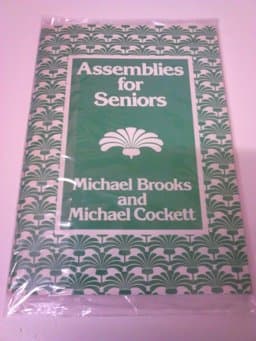 Assemblies
for
Seniors
Michael Brooks
and
Michael Cockett